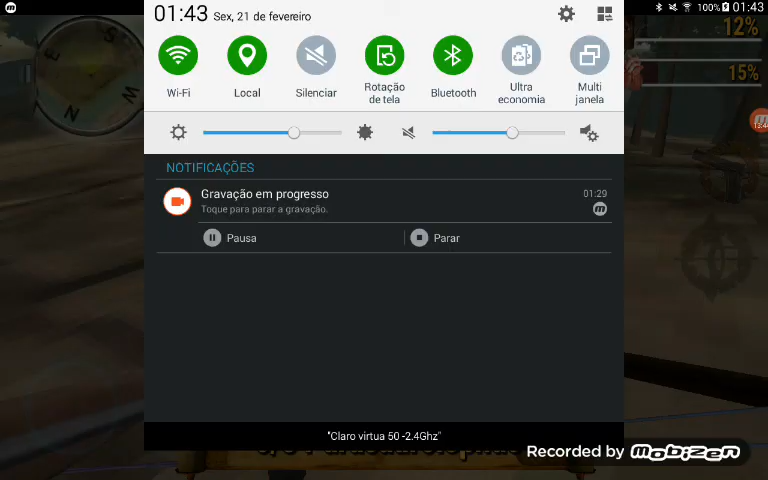 01:43 Sex, 21 de fevereiro
100% 01:43
12%
15%
Wi-Fi
Local
Silenciar
Rotação
de tela
Bluetooth
Ultra
economia
Multi
janela
NOTIFICAÇÕES
Gravação em progresso
01:29
Toque para parar a gravação.
Pausa
Parar
"Claro virtua 50 -2.4Ghz"
Recorded by mobizen